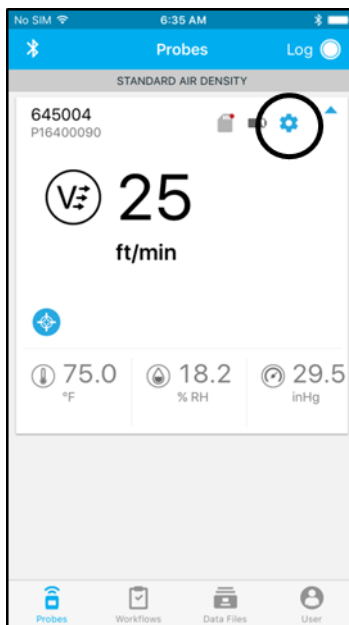 No SIM 6:35 AM
Probes Log
STANDARD AIR DENSITY
645004
P16400090
V 25
ft/min
75.0 18.2 29.5
°F % RH inHg
Probes Workflows Data Files User